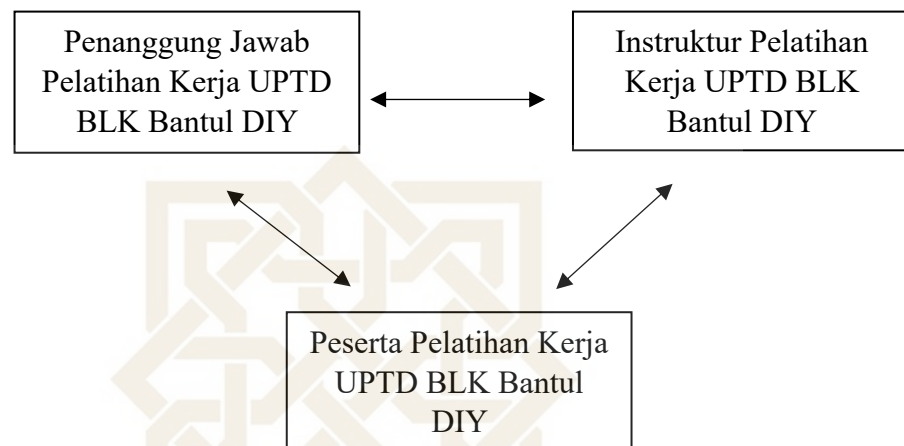 Penanggung Jawab
Pelatihan Kerja UPTD
BLK Bantul DIY
Instruktur Pelatihan
Kerja UPTD BLK
Bantul DIY
Peserta Pelatihan Kerja
UPTD BLK Bantul
DIY